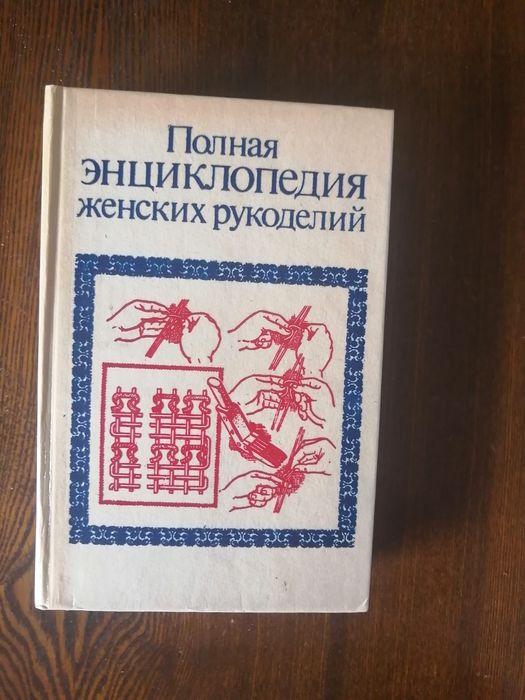 Полная
энциклопедия
женских рукоделий